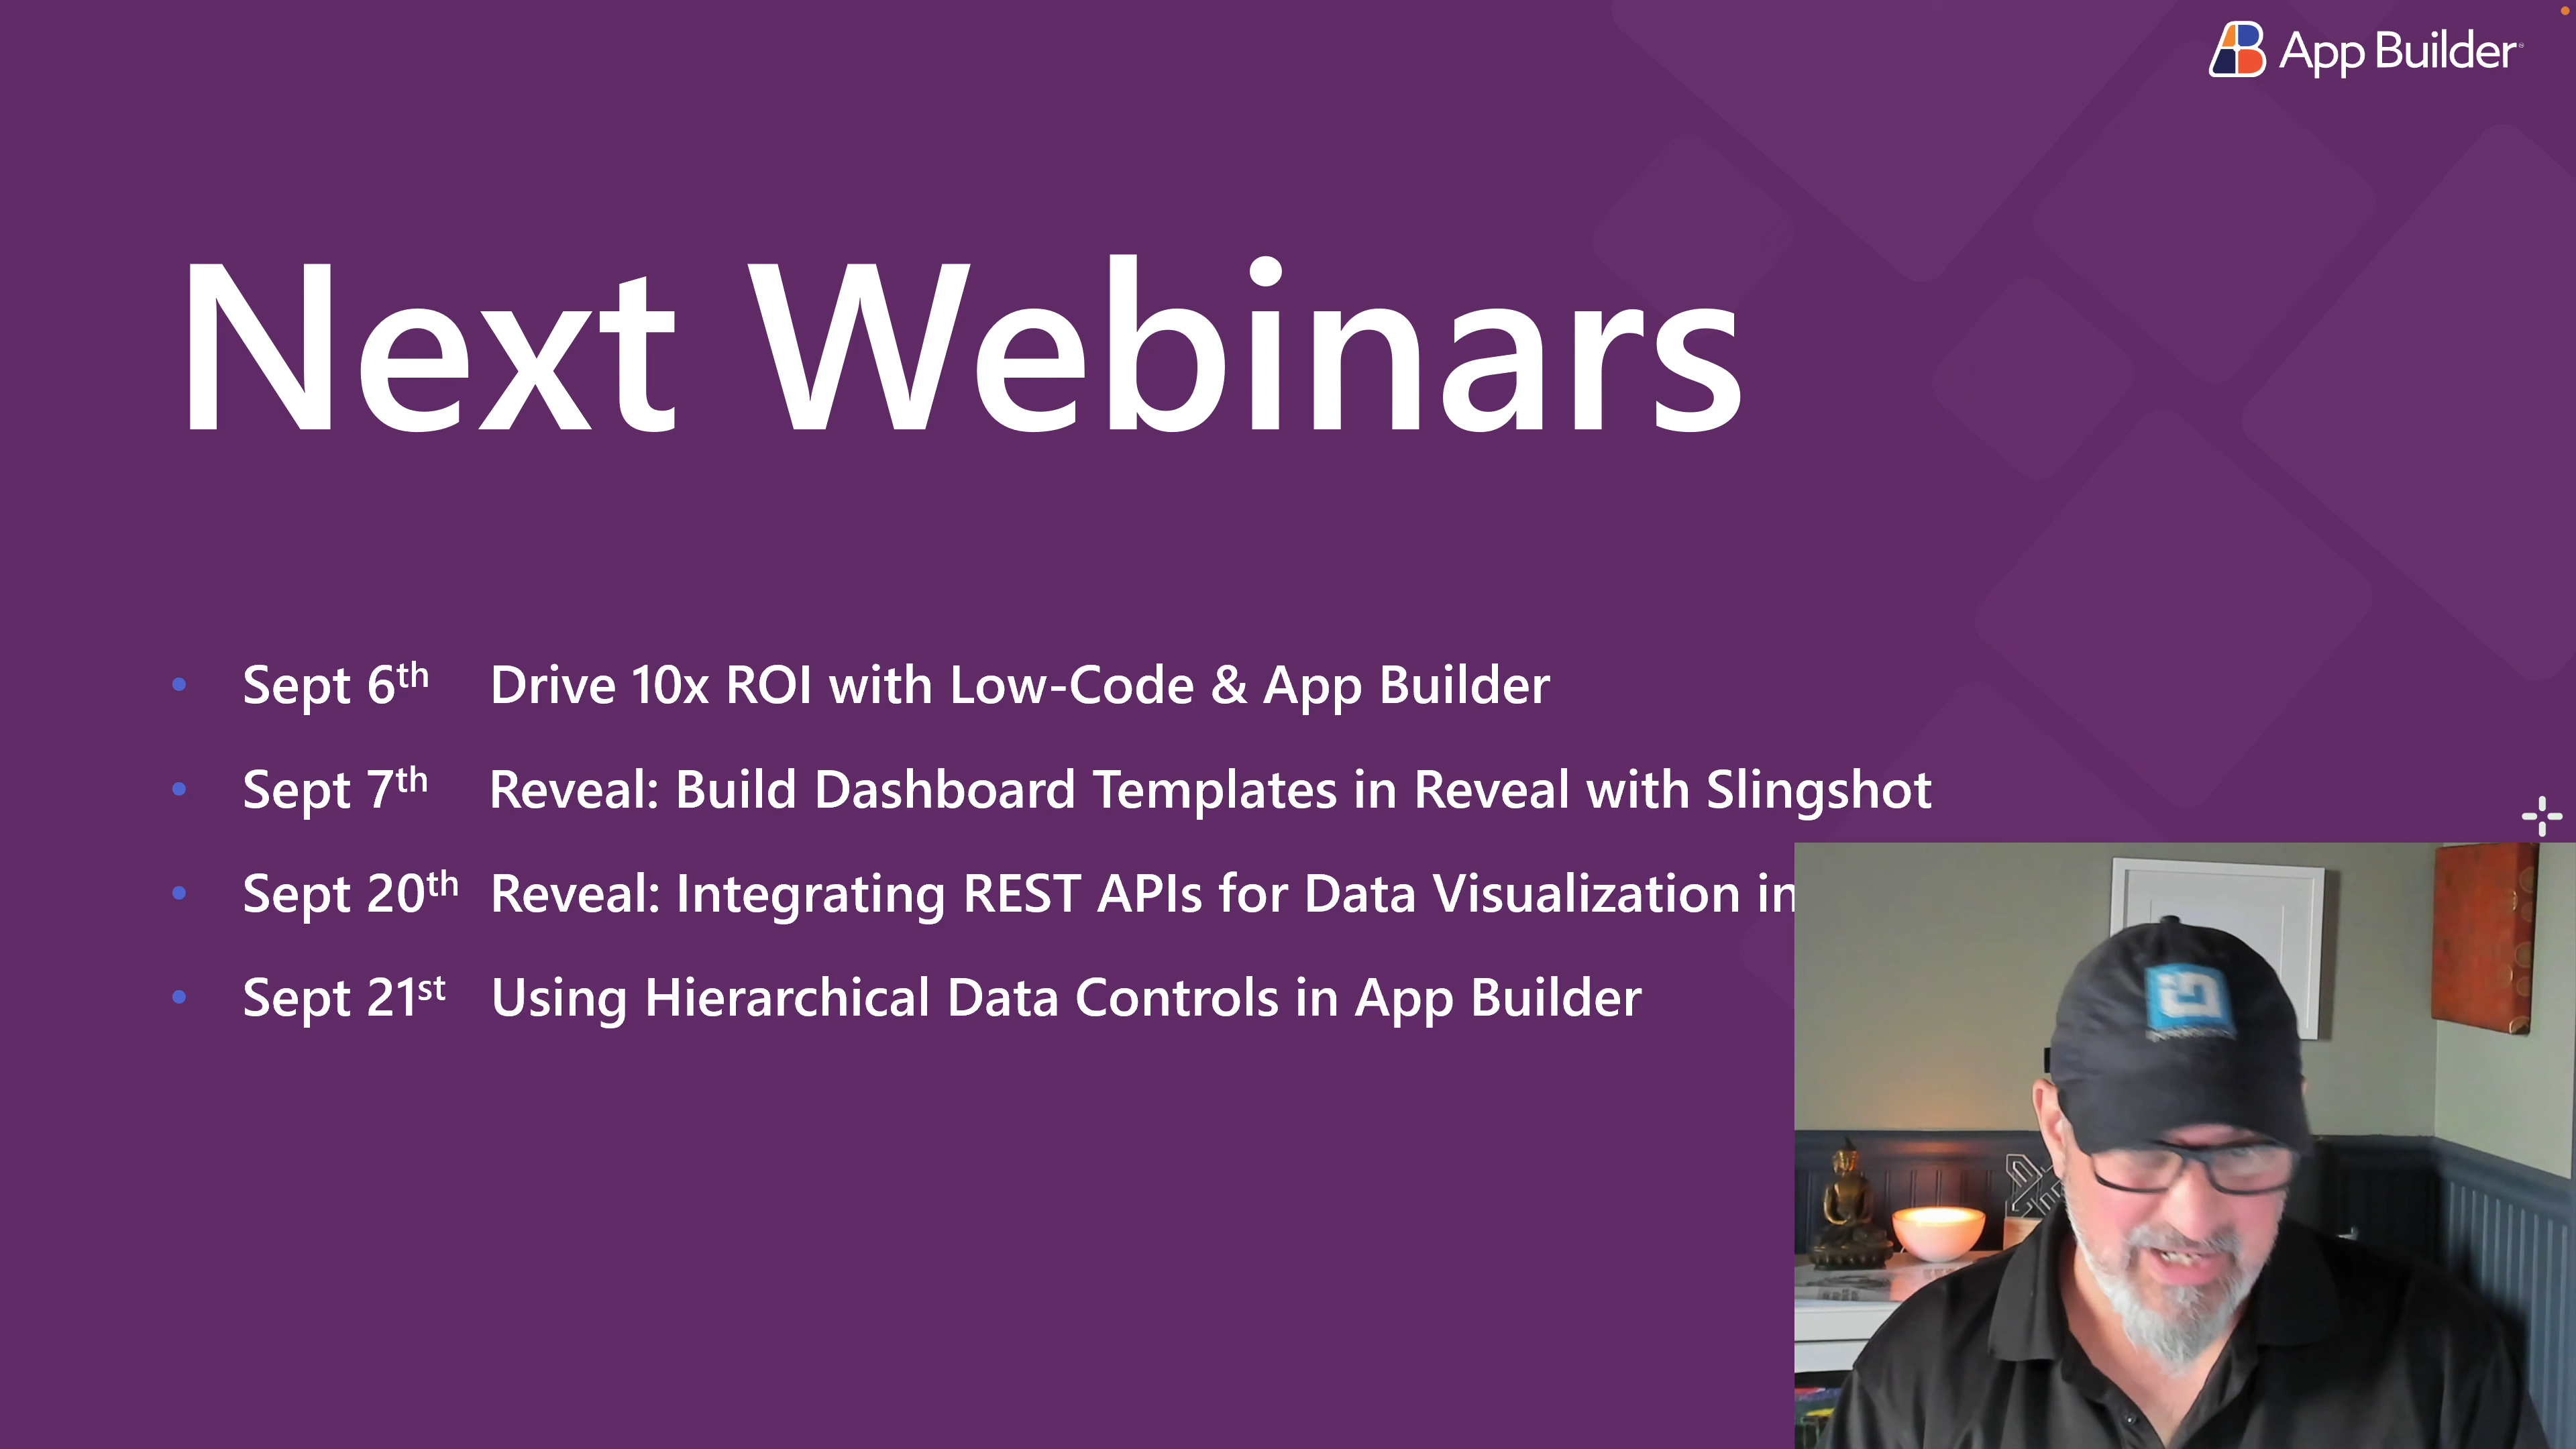 App Builder
Next Webinars
• Sept 6th Drive 10x ROI with Low-Code & App Builder
• Sept 7th Reveal: Build Dashboard Templates in Reveal with Slingshot
• Sept 20th Reveal: Integrating REST APIs for Data Visualization in
• Sept 21st Using Hierarchical Data Controls in App Builder